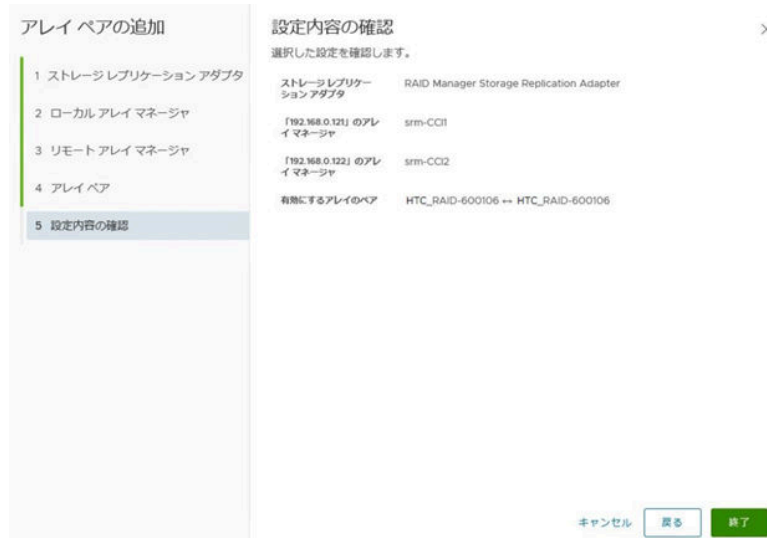 アレイ ペアの追加
1 ストレージ レプリケーション アダプタ
2 ローカル アレイ マネージャ
3 リモート アレイ マネージャ
4 アレイ ペア
5 設定内容の確認
設定内容の確認
選択した設定を確認します。
ストレージ レプリケー
ション アダプタ
RAID Manager Storage Replication Adapter
「192.168.0.121」のアレ
イ マネージャ
srm-CCI1
「192.168.0.122」のアレ
イ マネージャ
srm-CCI2
有効にするアレイのペア
HTC_RAID-600106 ↔ HTC_RAID-600106
キャンセル
戻る
終了